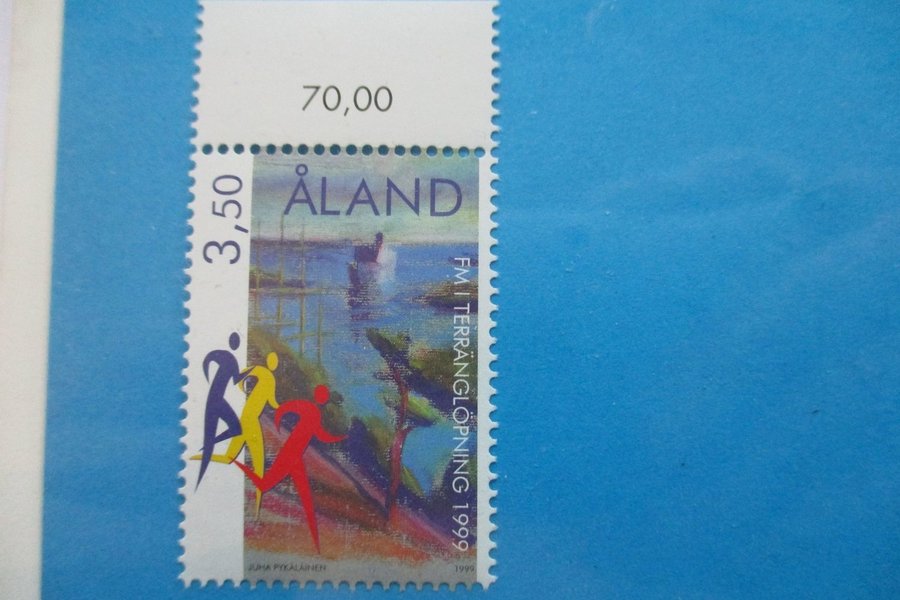 70,00
3,50
ÅLAND
FM I TERRÄNGLÖPNING 1999
JUHA PYKÄLÄINEN
1999